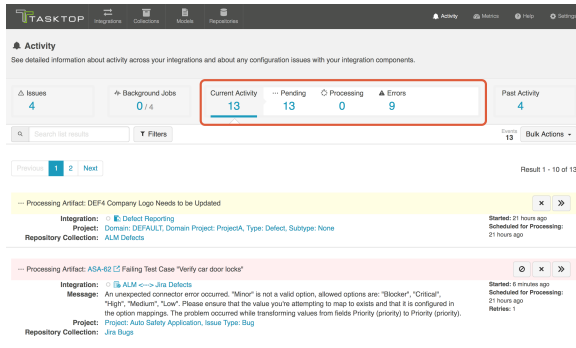 TASKTOP
Integrations Collections Models Repositories
Activity Metrics Help Settings
Activity
See detailed information about activity across your integrations and about any configuration issues with your integration components.
Issues
4
Background Jobs
0 / 4
Current Activity
13
Pending
13
Processing
0
Errors
9
Past Activity
4
Search list results
Filters
Events
13
Bulk Actions
Previous 1 2 Next
Result 1 - 10 of 13
Processing Artifact: DEF4 Company Logo Needs to be Updated
Integration: Defect Reporting
Project: Domain: DEFAULT, Domain Project: ProjectA, Type: Defect, Subtype: None
Repository Collection: ALM Defects
Started: 21 hours ago
Scheduled for Processing:
21 hours ago
Processing Artifact: ASA-62 Failing Test Case "Verify car door locks"
Integration: ALM <---> Jira Defects
Message: An unexpected connector error occurred. "Minor" is not a valid option, allowed options are: "Blocker", "Critical",
"High", "Medium", "Low". Please ensure that the value you're attempting to map to exists and that it is configured in
the option mappings. The problem occurred while transforming values from fields Priority (priority) to Priority (priority).
Project: Project: Auto Safety Application, Issue Type: Bug
Repository Collection: Jira Bugs
Started: 6 minutes ago
Scheduled for Processing:
21 hours ago
Retries: 1